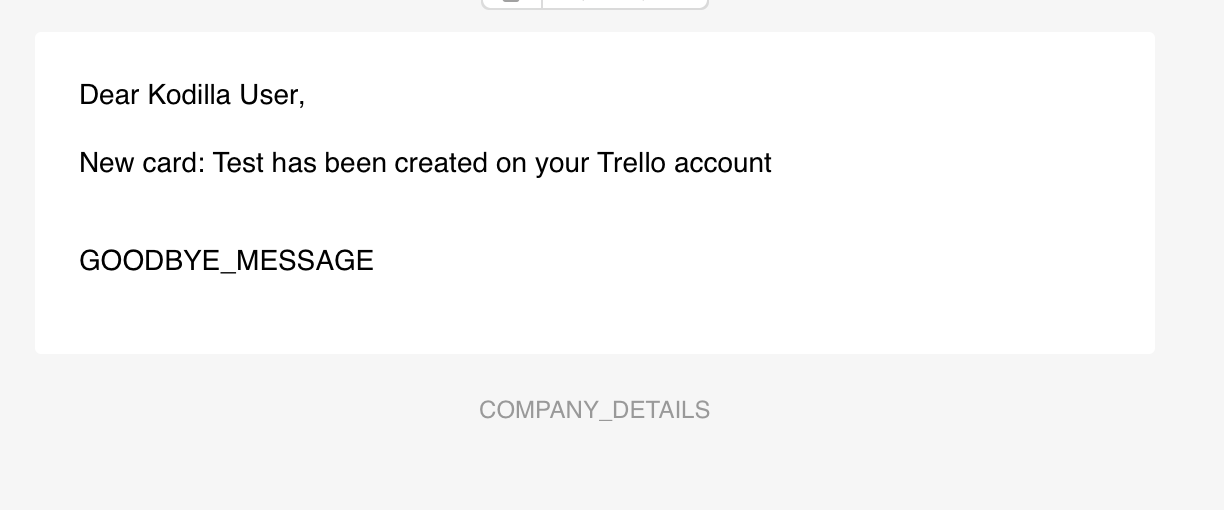 Dear Kodilla User,
New card: Test has been created on your Trello account
GOODBYE_MESSAGE
COMPANY_DETAILS